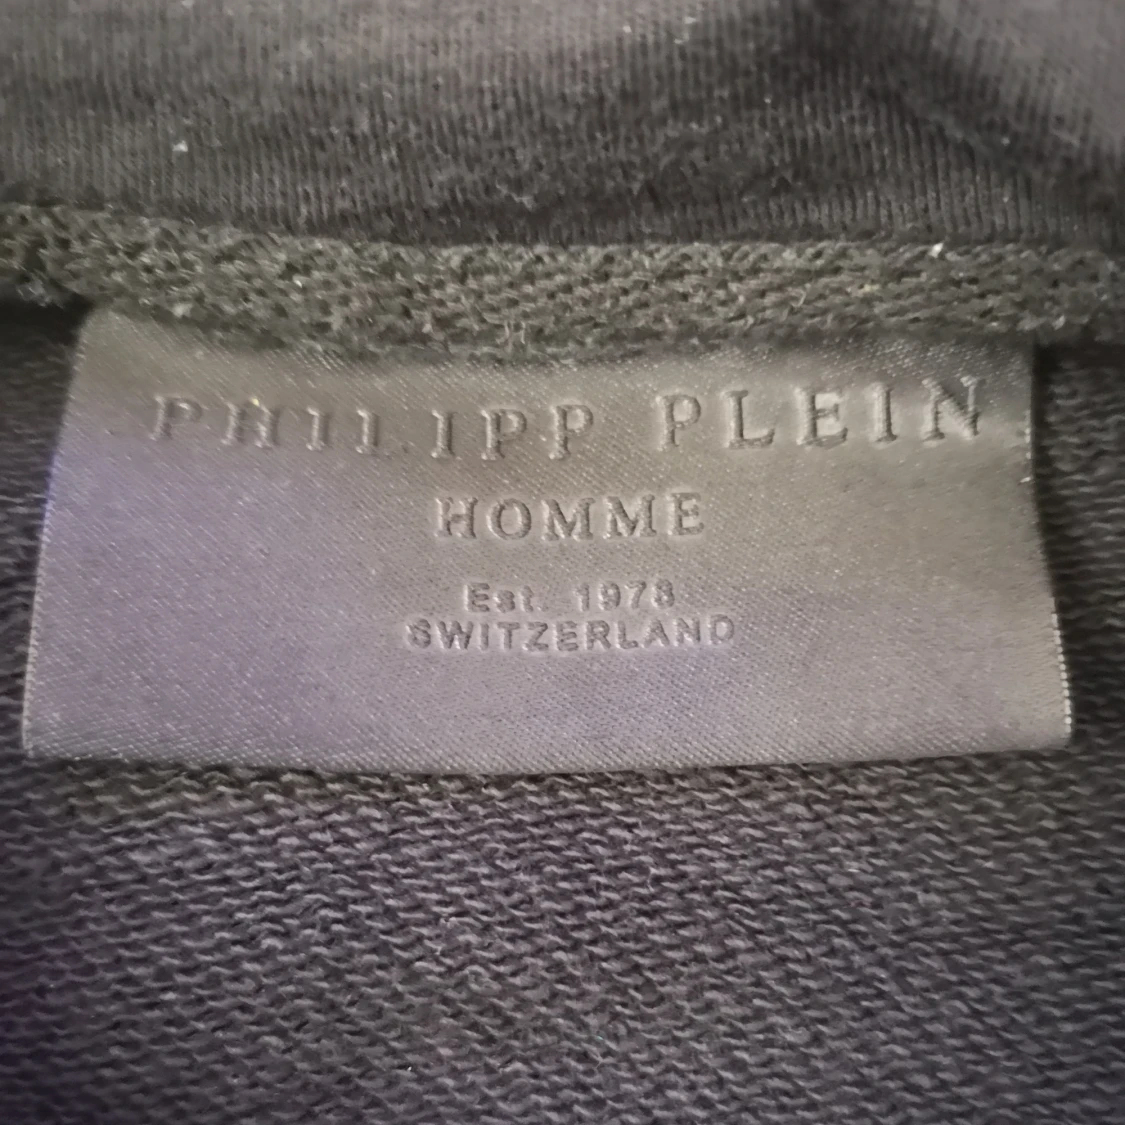 PHILIPP PLEIN
HOMME
Est. 1978
SWITZERLAND